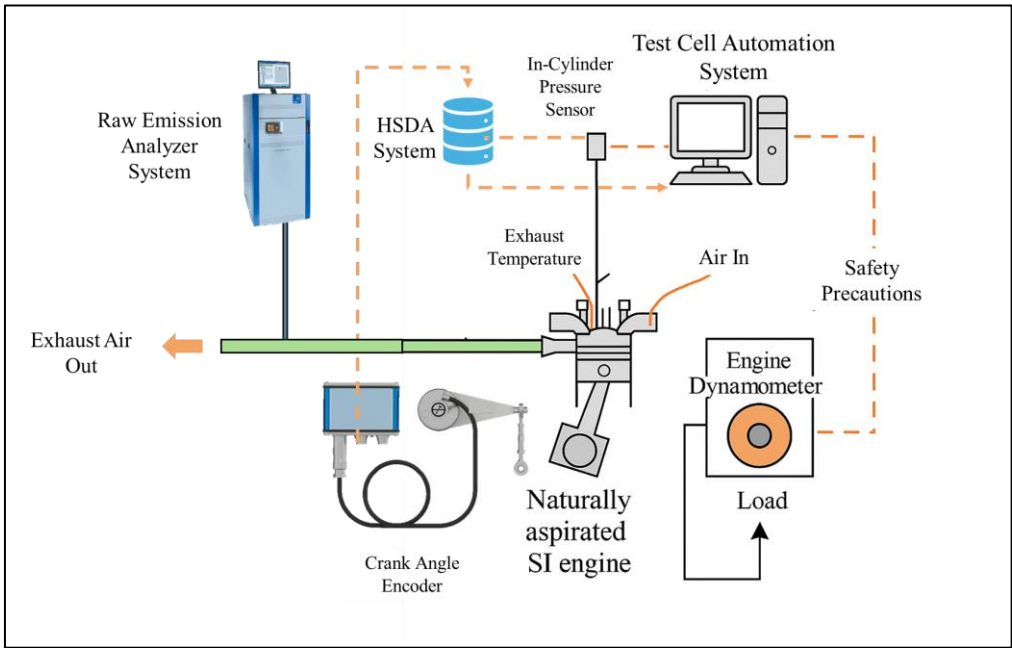 Test Cell Automation
System
In-Cylinder
Pressure
Sensor
Raw Emission
Analyzer
System
HSDA
System
Exhaust
Temperature
Air In
Safety
Precautions
Exhaust Air
Out
Engine
Dynamometer
Load
Naturally
aspirated
SI engine
Crank Angle
Encoder